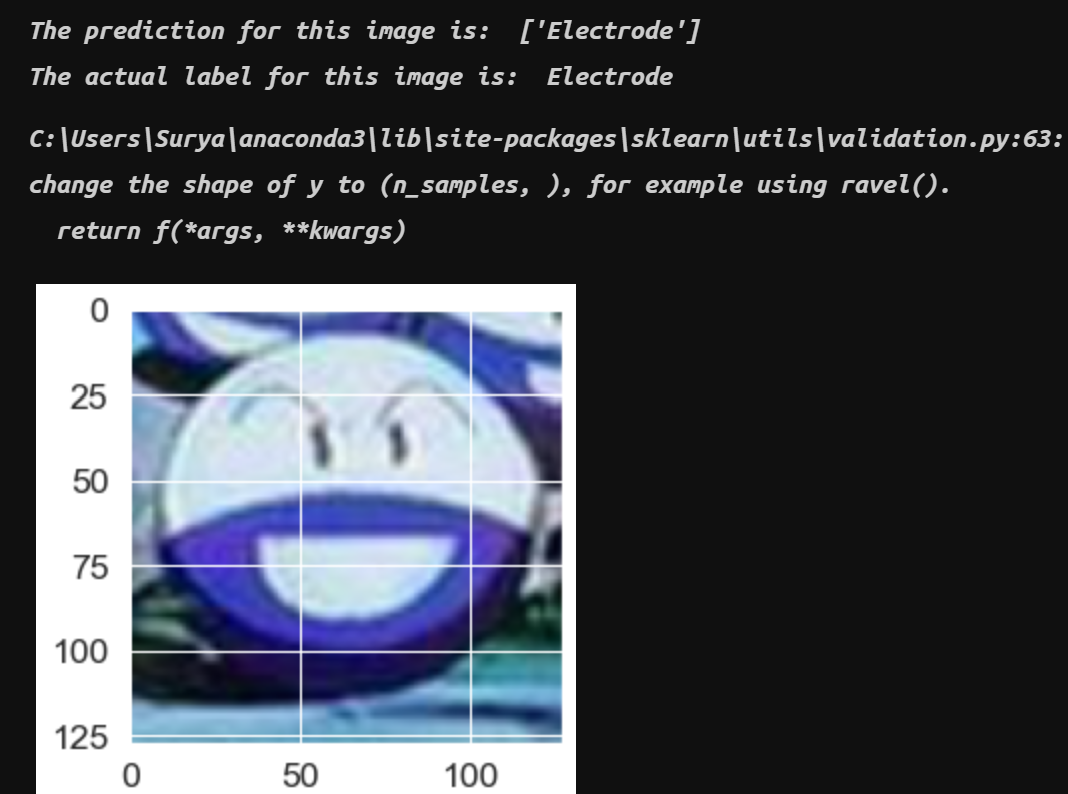 The prediction for this image is:  ['Electrode']
The actual label for this image is:  Electrode
C:\Users\Surya\anaconda3\lib\site-packages\sklearn\utils\validation.py:63:
change the shape of y to (n_samples, ), for example using ravel().
  return f(*args, **kwargs)
0
25
50
75
100
125
0 50 100